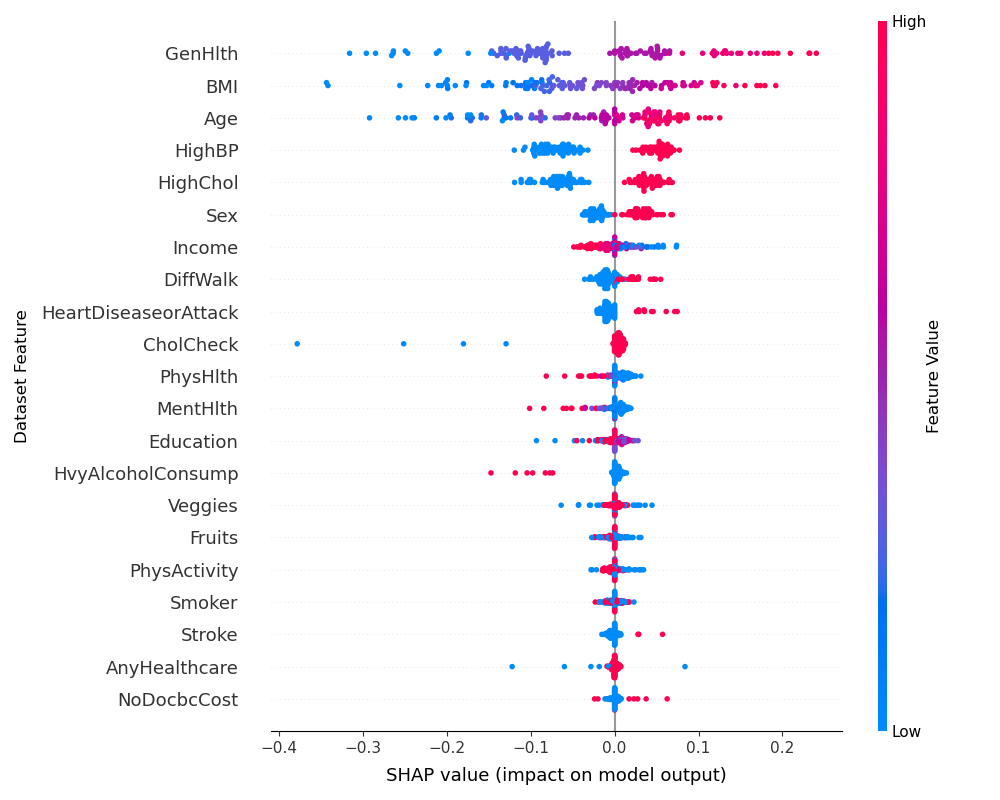 High
GenHlth
BMI
Age
HighBP
HighChol
Sex
Income
DiffWalk
HeartDiseaseorAttack
CholCheck
PhysHlth
MentHlth
Education
HvyAlcoholConsump
Veggies
Fruits
PhysActivity
Smoker
Stroke
AnyHealthcare
NoDocbcCost
Dataset Feature
Feature Value
Low
−0.4 −0.3 −0.2 −0.1 0.0 0.1 0.2
SHAP value (impact on model output)